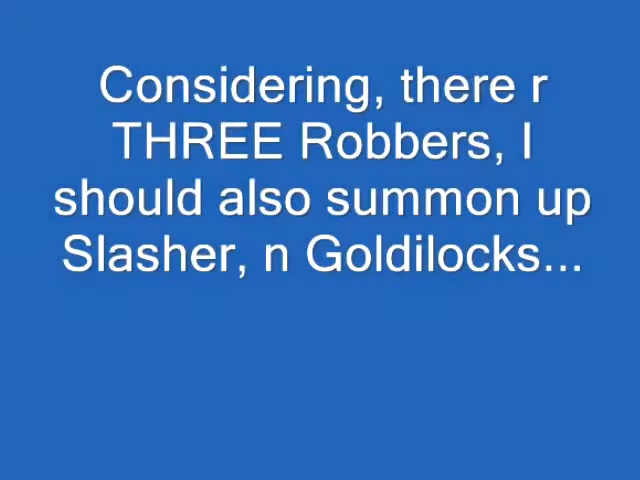 Considering, there r
THREE Robbers, I
should also summon up
Slasher, n Goldilocks...